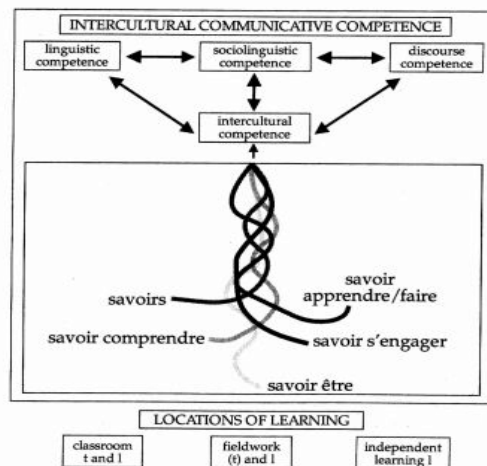 INTERCULTURAL COMMUNICATIVE COMPETENCE
linguistic
competence
sociolinguistic
competence
discourse
competence
intercultural
competence
savoirs
savoir
apprendre/faire
savoir comprendre
savoir s'engager
savoir être
LOCATIONS OF LEARNING
classroom
t and l
fieldwork
(t) and l
independent
learning l